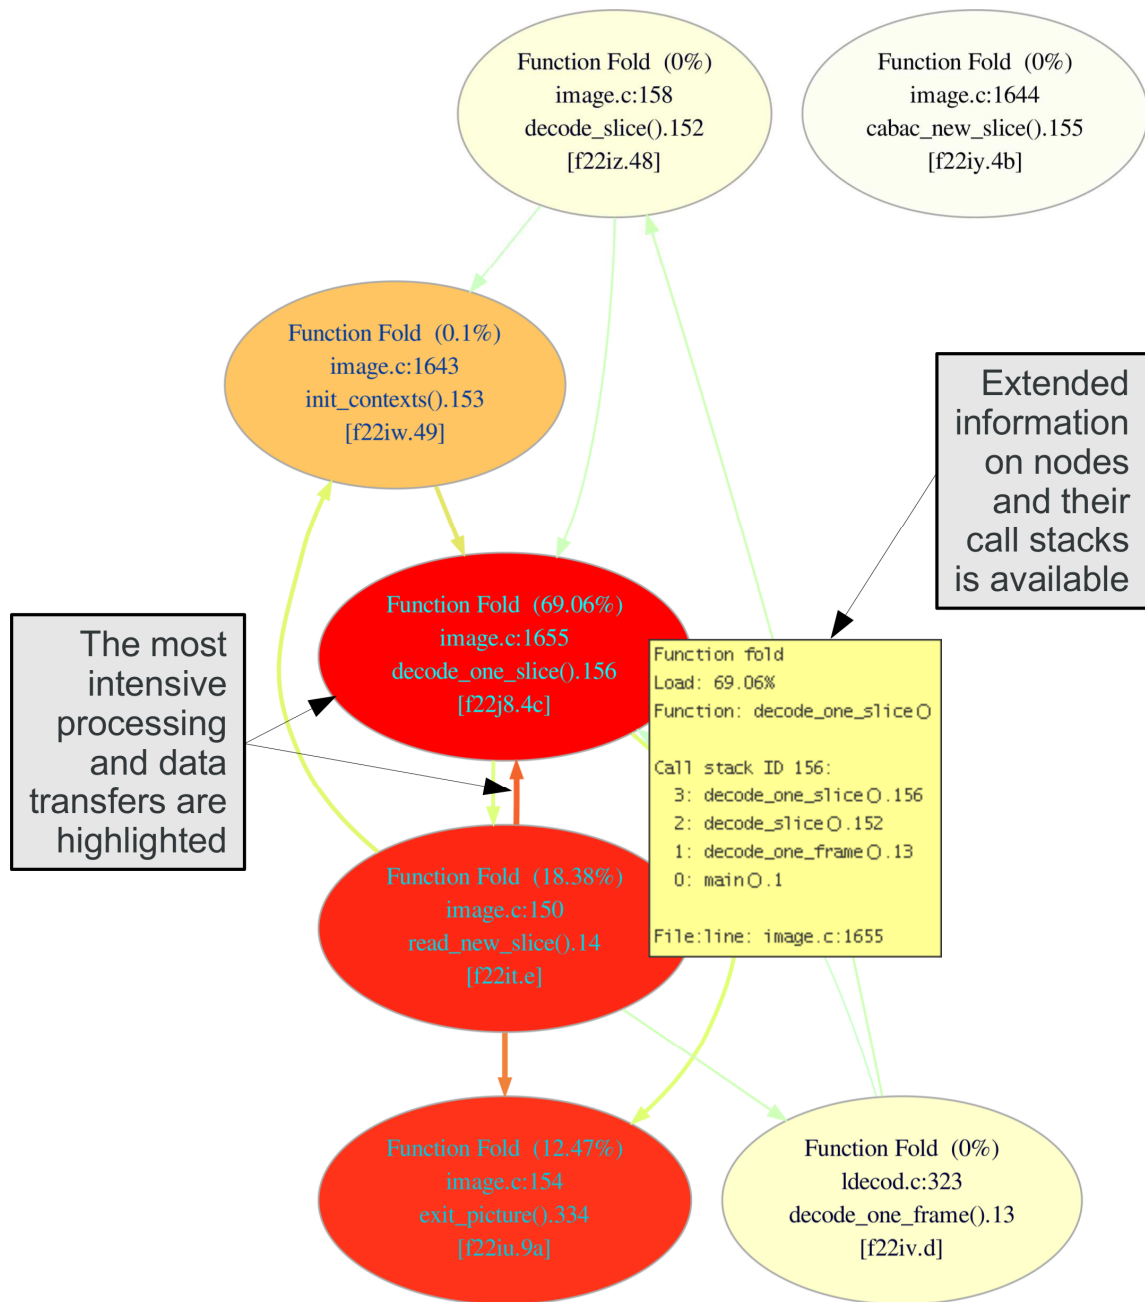 Function Fold  (0%)
image.c:158
decode_slice().152
[f22iz.48]
Function Fold  (0%)
image.c:1644
cabac_new_slice().155
[f22iy.4b]
Function Fold  (0.1%)
image.c:1643
init_contexts().153
[f22iw.49]
Extended
information
on nodes
and their
call stacks
is available
Function Fold  (69.06%)
image.c:1655
decode_one_slice().156
[f22j8.4c]
The most
intensive
processing
and data
transfers are
highlighted
Function fold
Load: 69.06%
Function: decode_one_slice()
Call stack ID 156:
3: decode_one_slice().156
2: decode_slice().152
1: decode_one_frame().13
0: main().1
File:line: image.c:1655
Function Fold  (18.38%)
image.c:150
read_new_slice().14
[f22it.e]
Function Fold  (12.47%)
image.c:154
exit_picture().334
[f22iu.9a]
Function Fold  (0%)
ldecod.c:323
decode_one_frame().13
[f22iv.d]